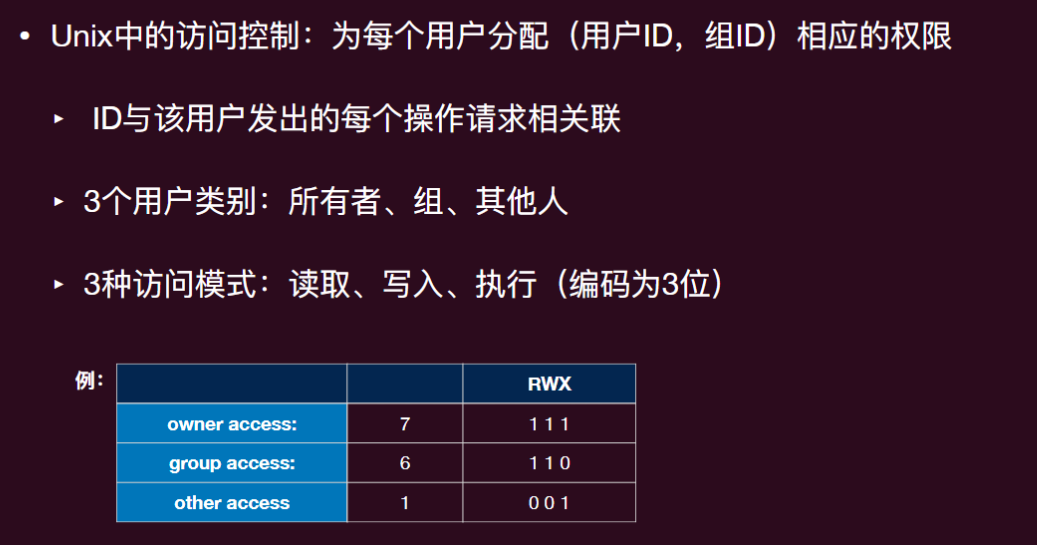 • Unix中的访问控制：为每个用户分配（用户ID，组ID）相应的权限
▸ ID与该用户发出的每个操作请求相关联
▸ 3个用户类别：所有者、组、其他人
▸ 3种访问模式：读取、写入、执行（编码为3位）
例：
RWX
owner access: 7 1 1 1
group access: 6 1 1 0
other access 1 0 0 1